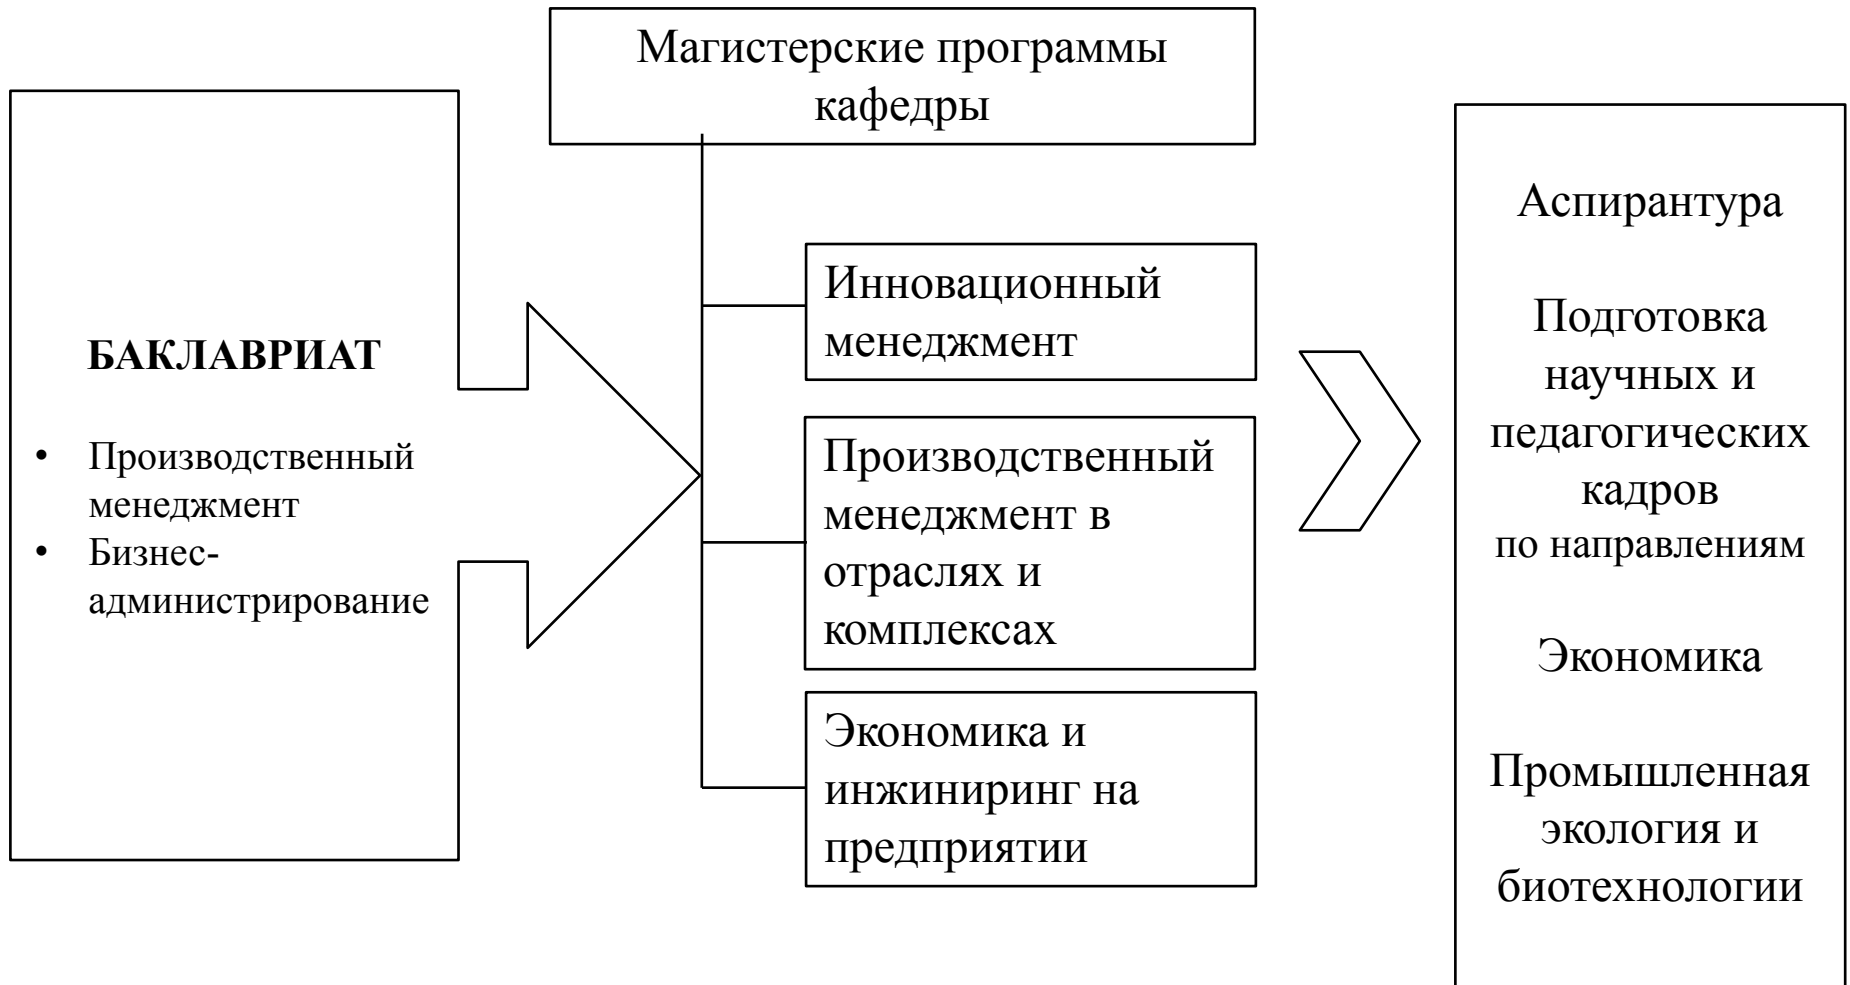 Магистерские программы
кафедры
БАКЛАВРИАТ
• Производственный
менеджмент
• Бизнес-
администрирование
Инновационный
менеджмент
Производственный
менеджмент в
отраслях и
комплексах
Экономика и
инжиниринг на
предприятии
Аспирантура
Подготовка
научных и
педагогических
кадров
по направлениям
Экономика
Промышленная
экология и
биотехнологии